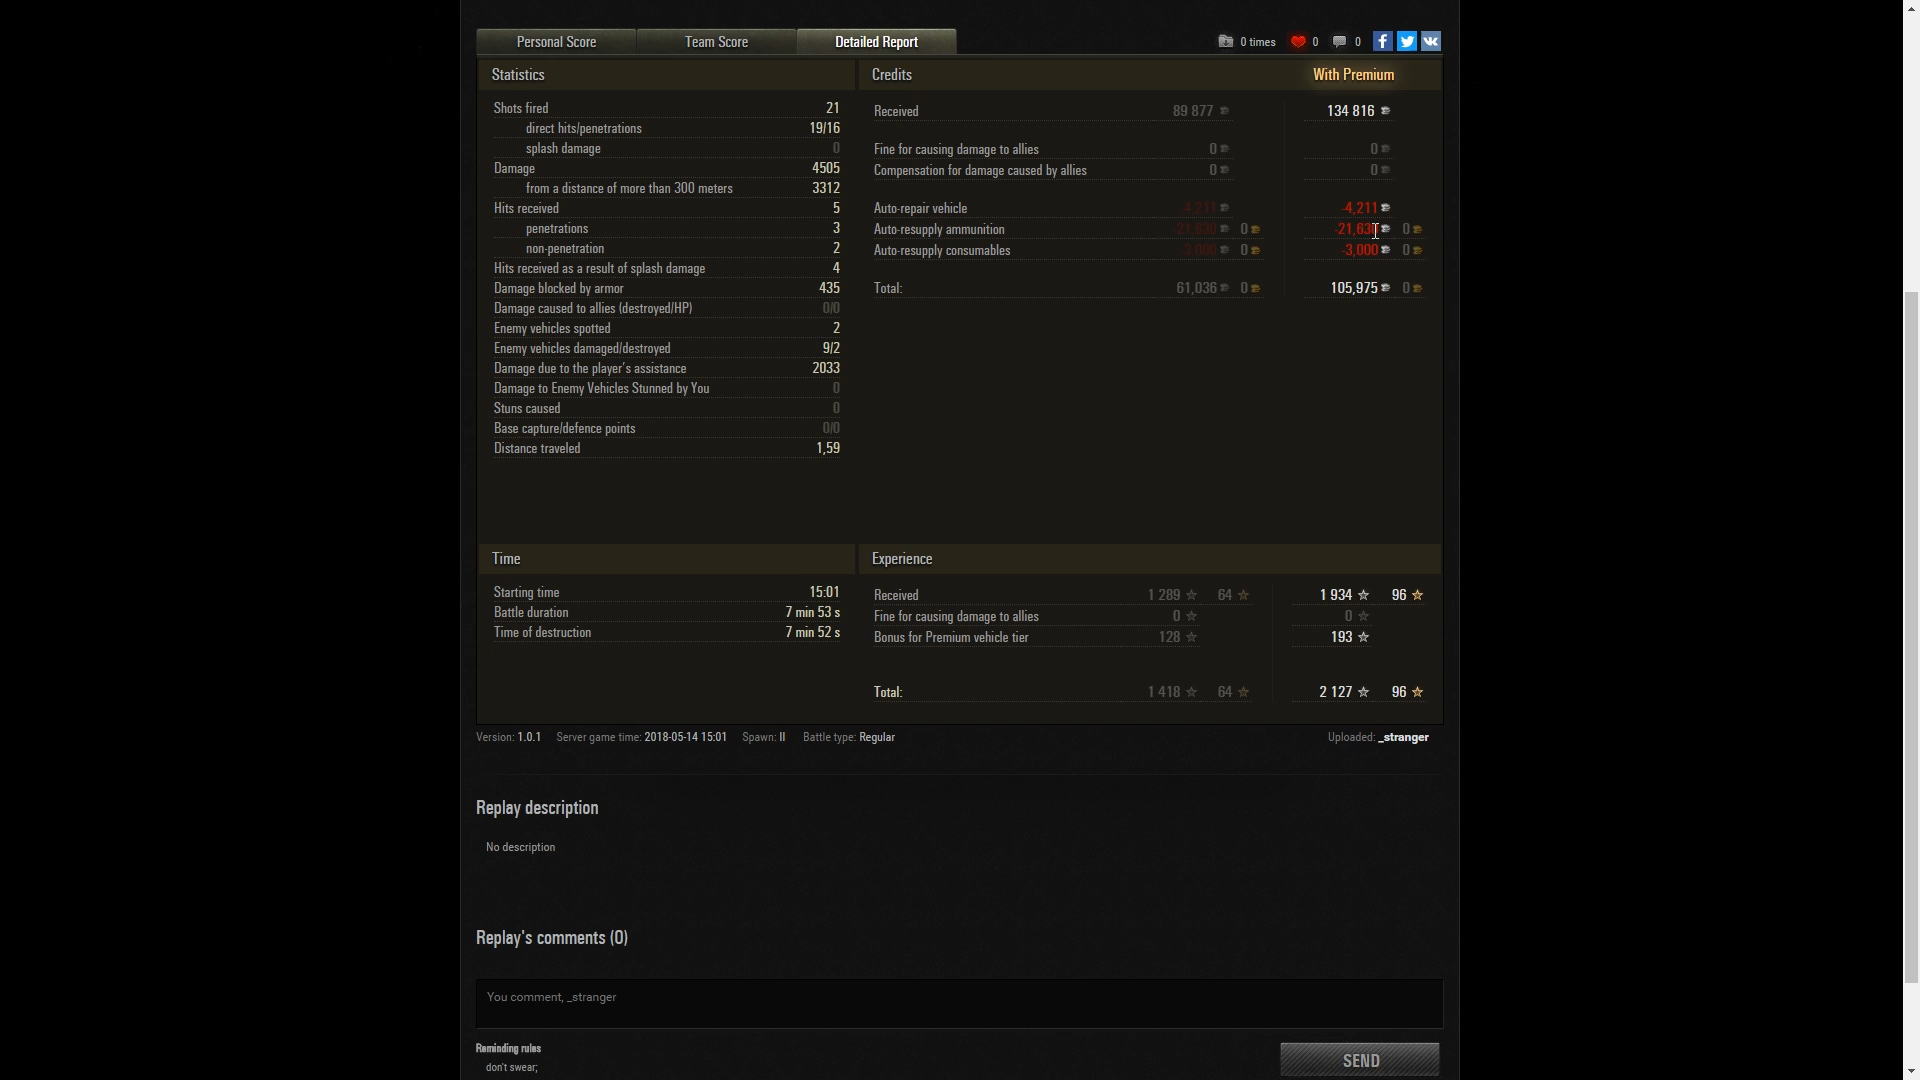 Personal Score Team Score Detailed Report 0 times 0 0
Statistics
Shots fired 21
direct hits/penetrations 19/16
splash damage 0
Damage 4505
from a distance of more than 300 meters 3312
Hits received 5
penetrations 3
non-penetration 2
Hits received as a result of splash damage 4
Damage blocked by armor 435
Damage caused to allies (destroyed/HP) 0/0
Enemy vehicles spotted 2
Enemy vehicles damaged/destroyed 9/2
Damage due to the player's assistance 2033
Damage to Enemy Vehicles Stunned by You 0
Stuns caused 0
Base capture/defence points 0/0
Distance traveled 1,59
Credits With Premium
Received 89 877 134 816
Fine for causing damage to allies 0 0
Compensation for damage caused by allies 0 0
Auto-repair vehicle -4,211 -4,211
Auto-resupply ammunition -21,630 0 -21,630 0
Auto-resupply consumables -3,000 0 -3,000 0
Total: 61,036 0 105,975 0
Time
Starting time 15:01
Battle duration 7 min 53 s
Time of destruction 7 min 52 s
Experience
Received 1 289 64 1 934 96
Fine for causing damage to allies 0 0
Bonus for Premium vehicle tier 128 193
Total: 1 418 64 2 127 96
Version: 1.0.1 Server game time: 2018-05-14 15:01 Spawn: II Battle type: Regular Uploaded: _stranger
Replay description
No description
Replay's comments (0)
You comment, _stranger
Reminding rules
don't swear;
SEND